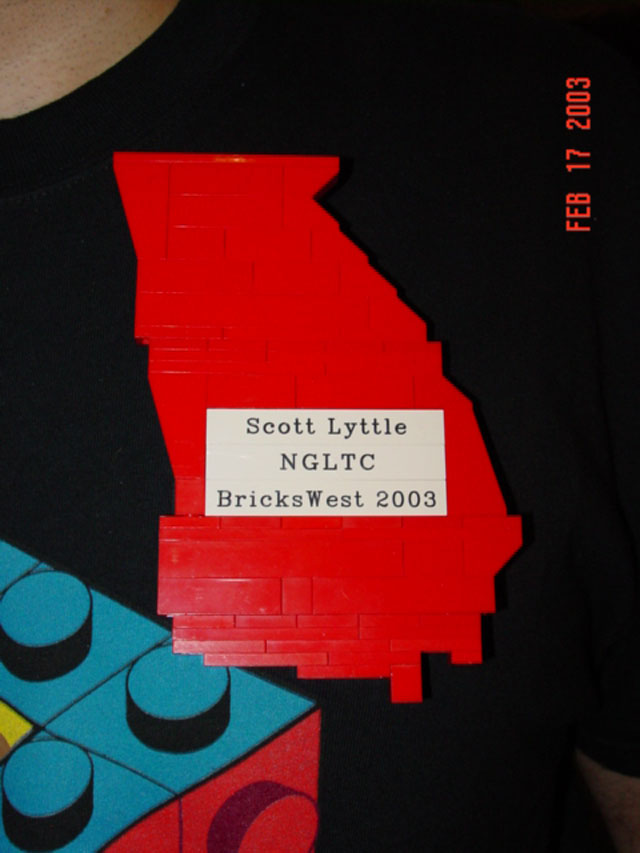 Scott Lyttle
NGLTC
BricksWest 2003
FEB 17 2003